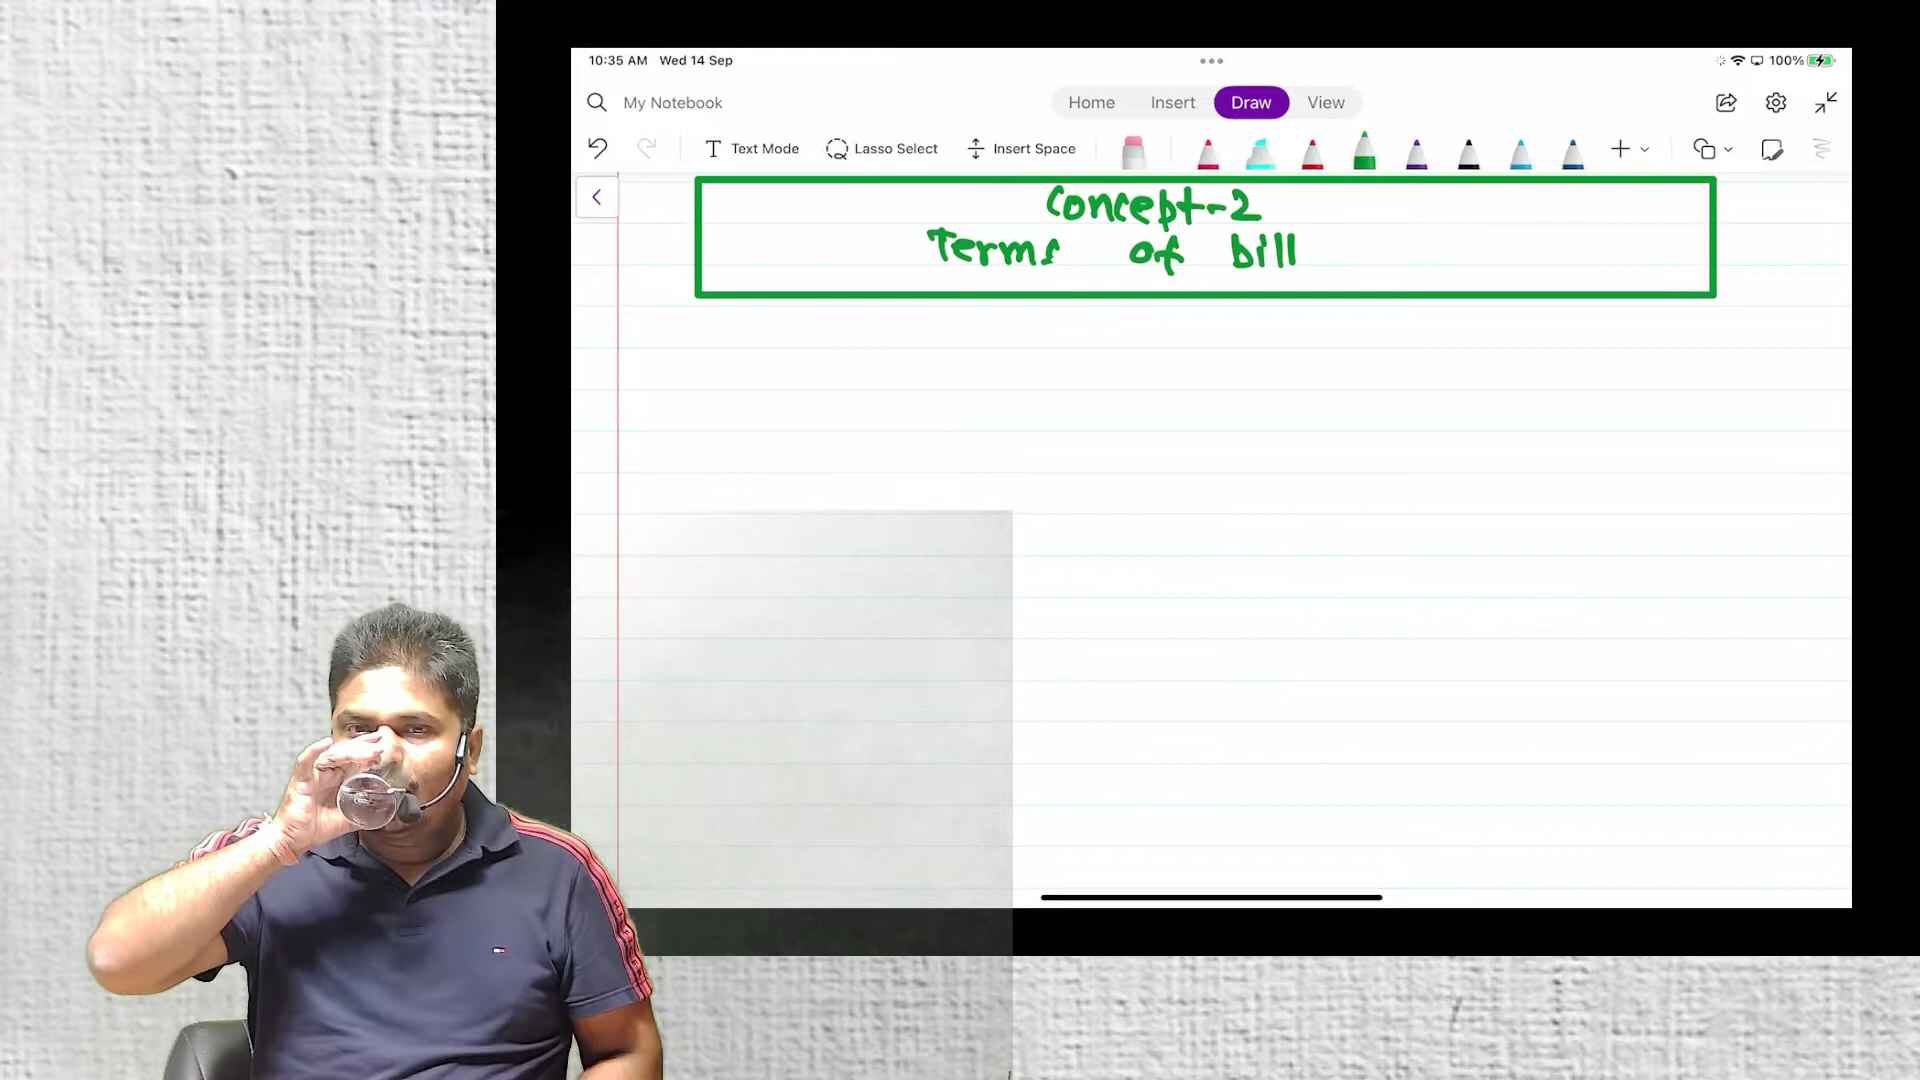 10:35 AM Wed 14 Sep
100%
My Notebook
Home Insert Draw View
Text Mode Lasso Select Insert Space
Concept-2
Terms of bill